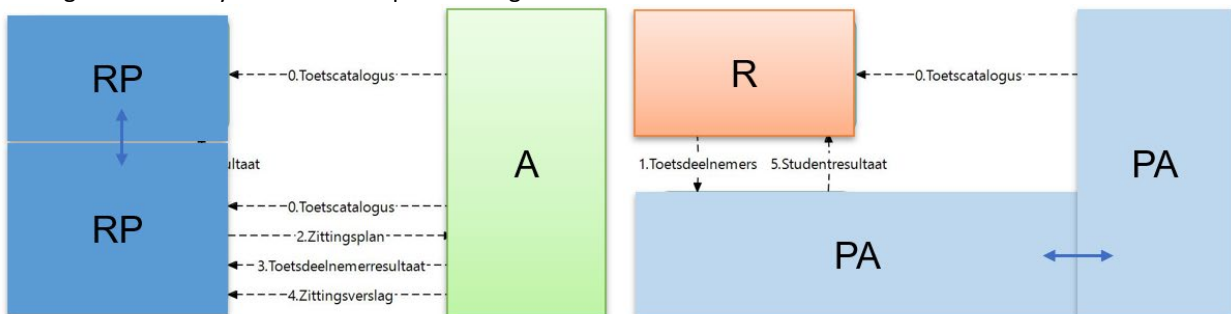 RP
0.Toetscatalogus
A
R
0.Toetscatalogus
PA
ultaat
1.Toetsdeelnemers
5.Studentresultaat
RP
0.Toetscatalogus
2.Zittingsplan
3.Toetsdeelnemerresultaat
4.Zittingsverslag
PA